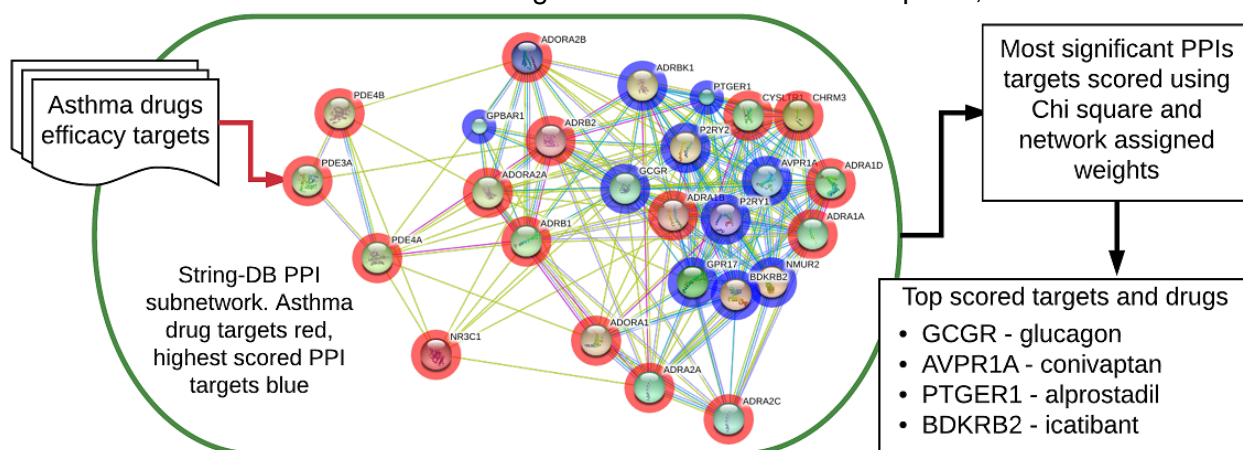 Asthma drugs
efficacy targets
String-DB PPI
subnetwork. Asthma
drug targets red,
highest scored PPI
targets blue
ADORA2B
ADRBK1
PTGER1
CYSLTR1
CHRM3
PDE4B
GPBAR1
ADRB2
P2RY2
PDE3A
ADORA2A
GCGR
AVPR1A
ADRA1D
ADRA1B
P2RY1
ADRB1
ADRA1A
PDE4A
GPR17
NMUR2
BDKRB2
NR3C1
ADORA1
ADRA2A
ADRA2C
Most significant PPIs
targets scored using
Chi square and
network assigned
weights
Top scored targets and drugs
• GCGR - glucagon
• AVPR1A - conivaptan
• PTGER1 - alprostadil
• BDKRB2 - icatibant